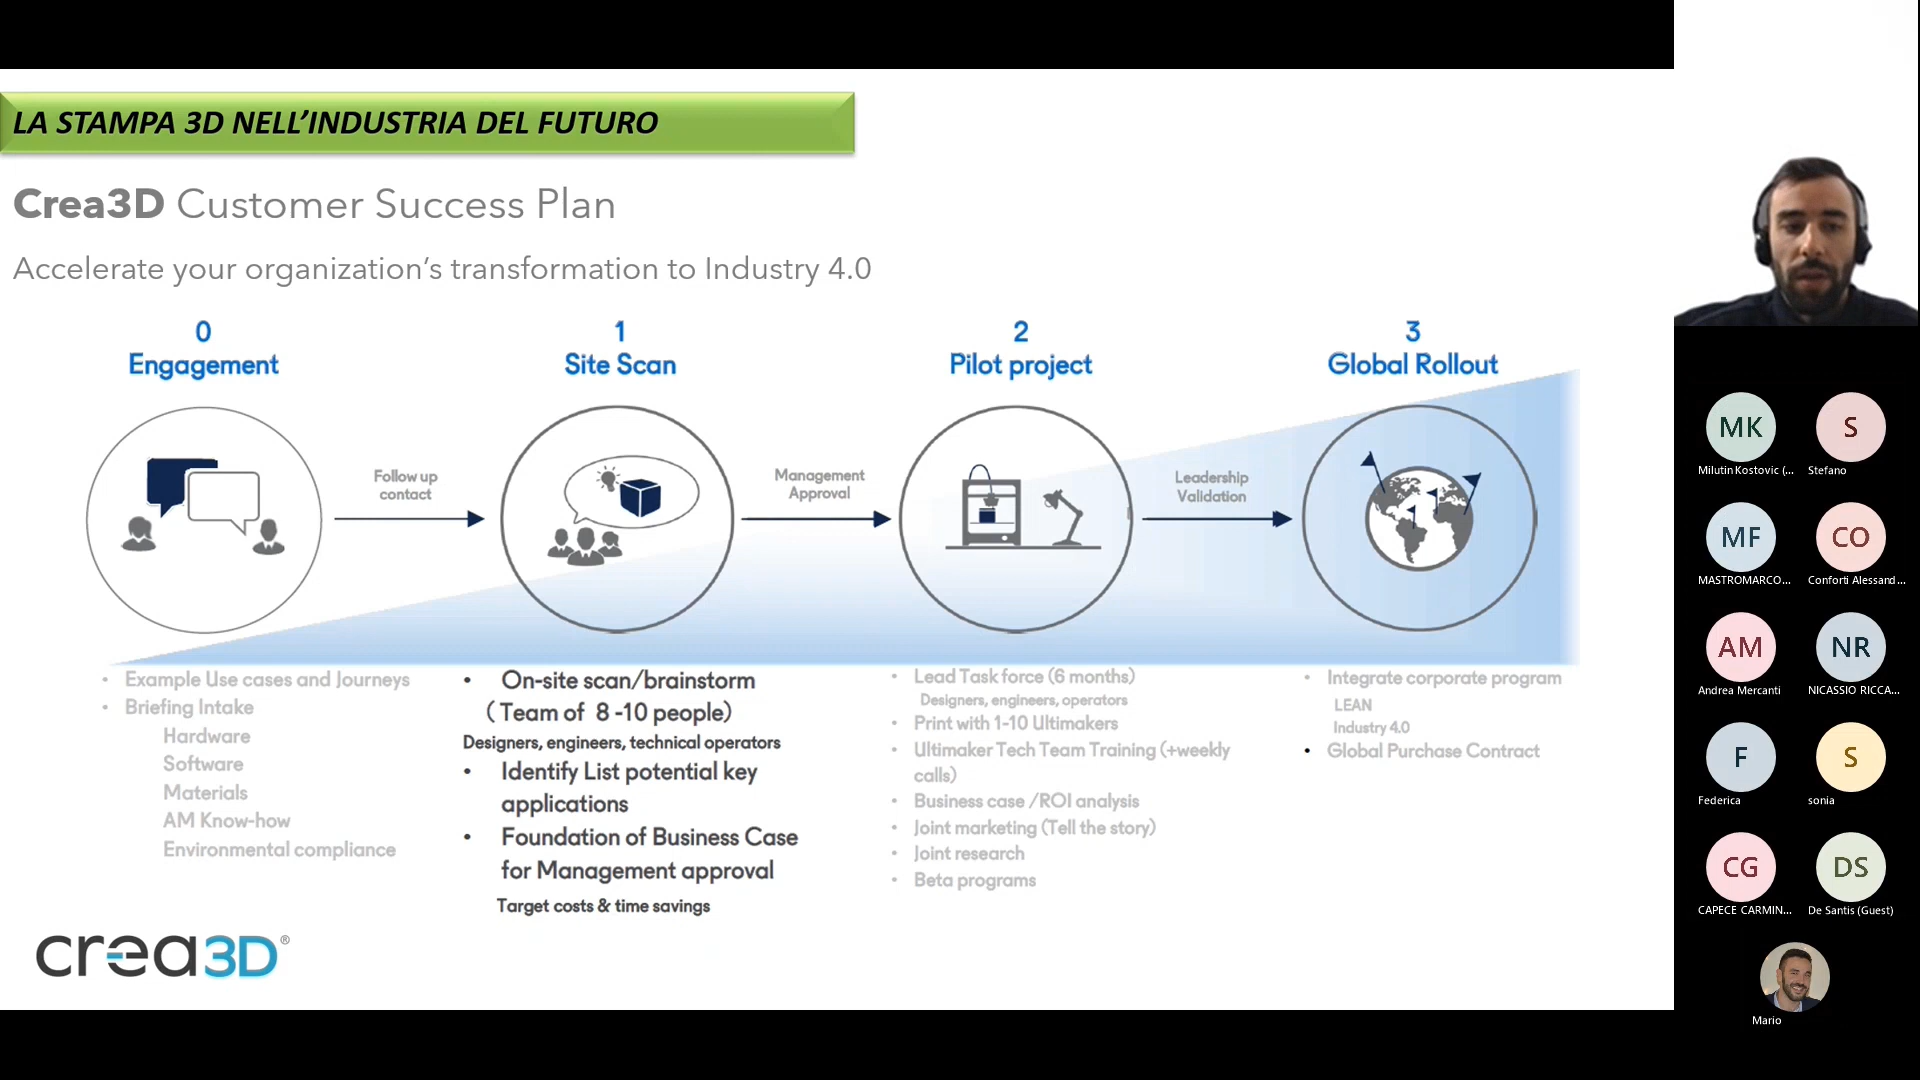 LA STAMPA 3D NELL'INDUSTRIA DEL FUTURO
Crea3D Customer Success Plan
Accelerate your organization's transformation to Industry 4.0
0
Engagement
1
Site Scan
2
Pilot project
3
Global Rollout
Follow up
contact
Management
Approval
Leadership
Validation
• Example Use cases and Journeys
• Briefing Intake
Hardware
Software
Materials
AM Know-how
Environmental compliance
• On-site scan/brainstorm
( Team of 8 -10 people)
Designers, engineers, technical operators
• Identify List potential key
applications
• Foundation of Business Case
for Management approval
Target costs & time savings
• Lead Task force (6 months)
Designers, engineers, operators
• Print with 1-10 Ultimakers
• Ultimaker Tech Team Training (+weekly
calls)
• Business case /ROI analysis
• Joint marketing (Tell the story)
• Joint research
• Beta programs
• Integrate corporate program
LEAN
Industry 4.0
• Global Purchase Contract
crea3D®
MK
Milutin Kostovic (...
S
Stefano
MF
MASTROMARCO...
CO
Conforti Alessand...
AM
Andrea Mercanti
NR
NICASSIO RICCA...
F
Federica
S
sonia
CG
CAPECE CARMIN...
DS
De Santis (Guest)
Mario